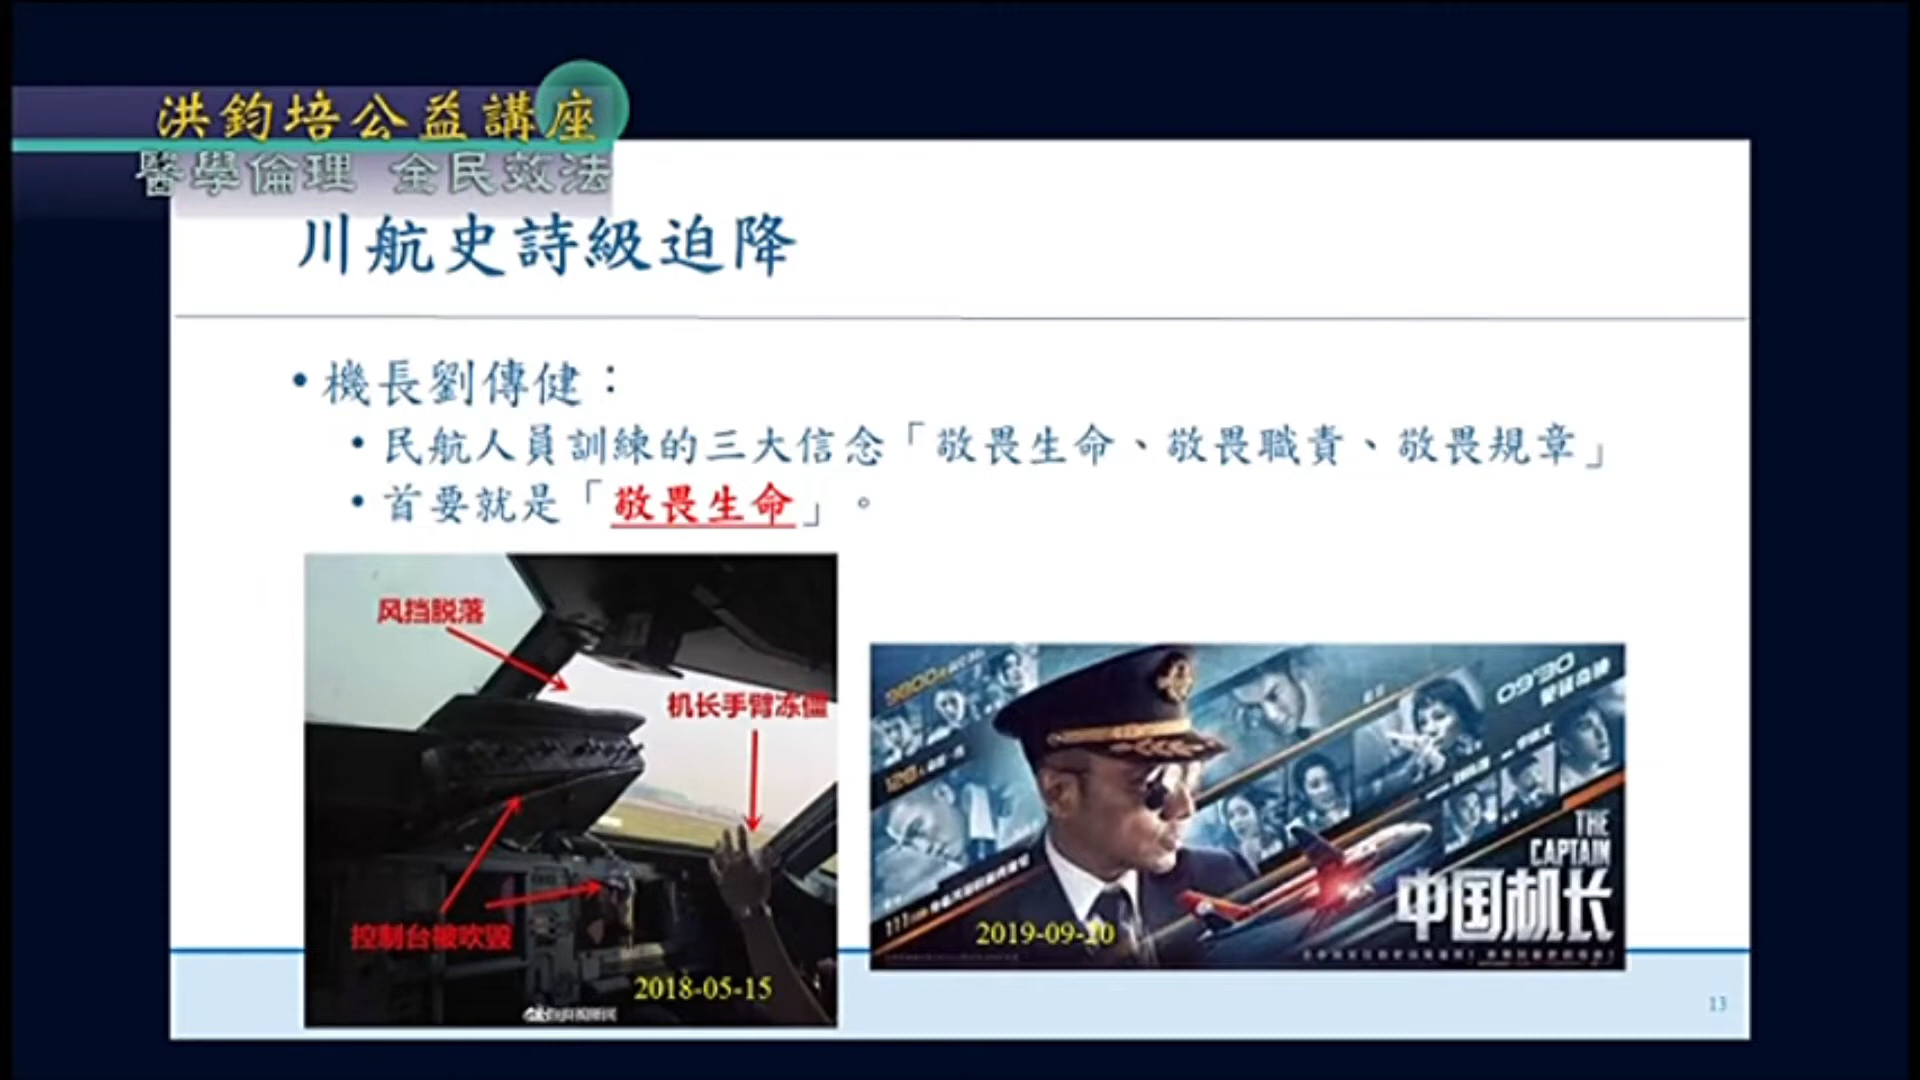 洪鈞培公益講座
醫學倫理 全民效法
川航史詩級迫降
•機長劉傳健：
•民航人員訓練的三大信念「敬畏生命、敬畏職責、敬畏規章」
•首要就是「敬畏生命」。
风挡脱落
机长手臂冻僵
控制台被吹毁
2018-05-15
09'30
THE
CAPTAIN
中国机长
13